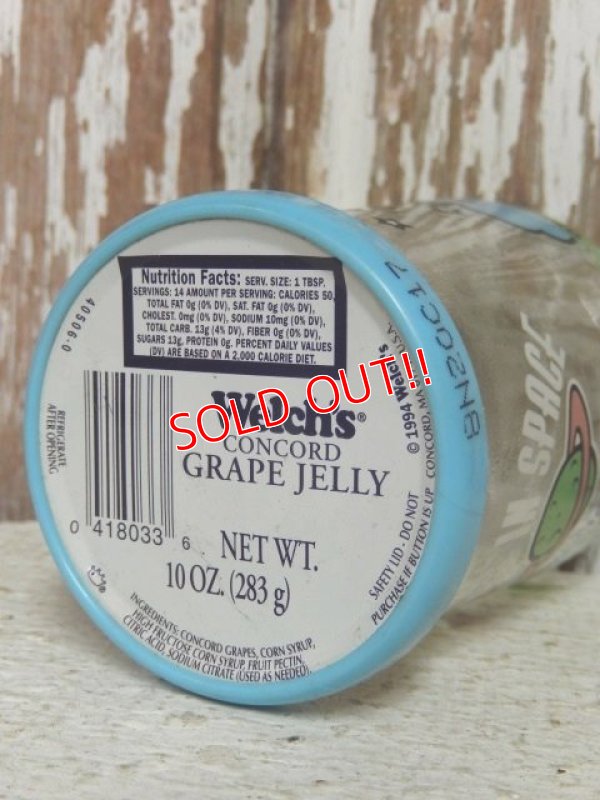 Nutrition Facts: SERV. SIZE: 1 TBSP.
SERVINGS: 14 AMOUNT PER SERVING: CALORIES 50,
TOTAL FAT 0g (0% DV), SAT. FAT 0g (0% DV),
CHOLEST. 0mg (0% DV), SODIUM 10mg (0% DV),
TOTAL CARB. 13g (4% DV), FIBER 0g (0% DV),
SUGARS 13g, PROTEIN 0g. PERCENT DAILY VALUES
(DV) ARE BASED ON A 2,000 CALORIE DIET.
40506-0
REFRIGERATE
AFTER OPENING
Welch's®
SOLD OUT!!
CONCORD
GRAPE JELLY
0 418033 6
NET WT.
10 OZ. (283 g)
INGREDIENTS: CONCORD GRAPES, CORN SYRUP,
HIGH FRUCTOSE CORN SYRUP, FRUIT PECTIN,
CITRIC ACID, SODIUM CITRATE (USED AS NEEDED).
SAFETY LID - DO NOT
PURCHASE IF BUTTON IS UP
© 1994 Welch's
CONCORD, MA U.S.A.
8N20C17
IN SPACE